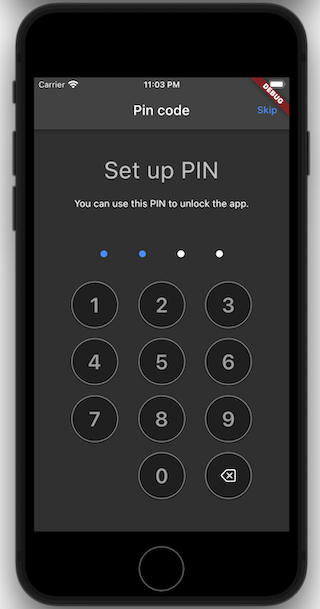 Carrier 11:03 PM
DEBUG
Pin code Skip
Set up PIN
You can use this PIN to unlock the app.
1 2 3
4 5 6
7 8 9
0